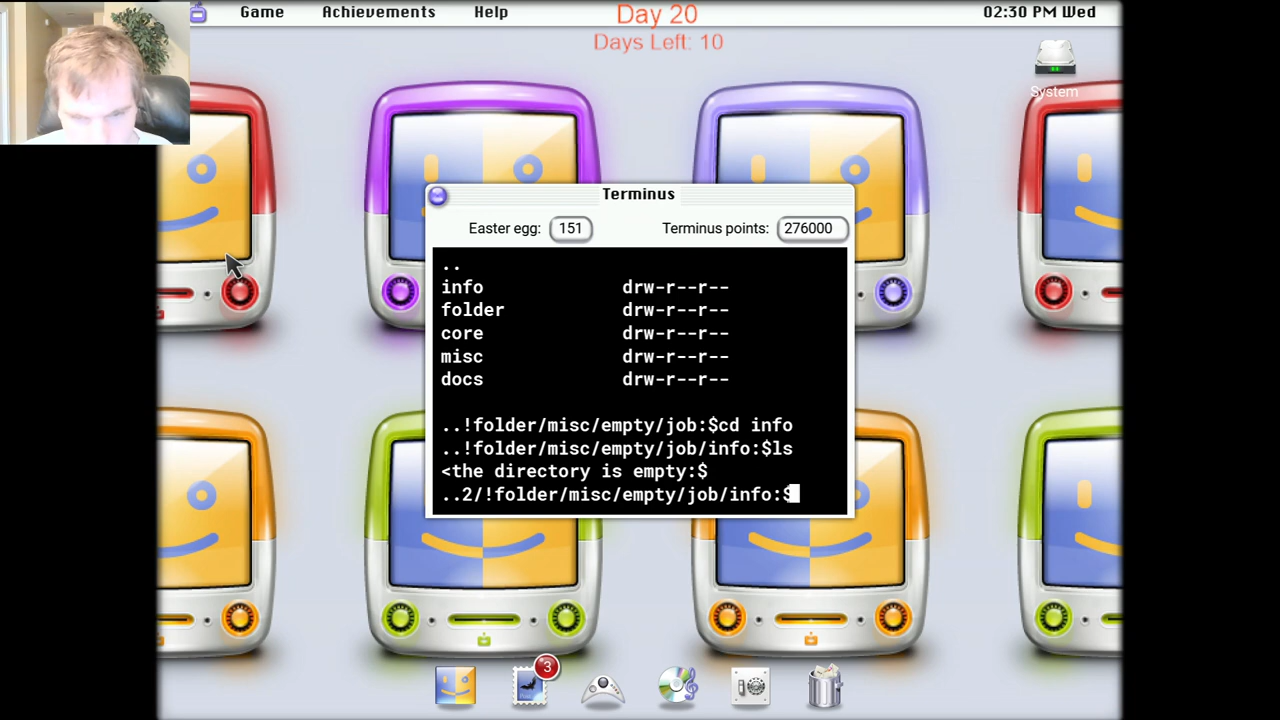 Game Achievements Help Day 20 02:30 PM Wed
Days Left: 10
System
Terminus
Easter egg: 151 Terminus points: 276000
..
info drw-r--r--
folder drw-r--r--
core drw-r--r--
misc drw-r--r--
docs drw-r--r--
..!folder/misc/empty/job:$cd info
..!folder/misc/empty/job/info:$ls
<the directory is empty:$
..2/!folder/misc/empty/job/info:$
3